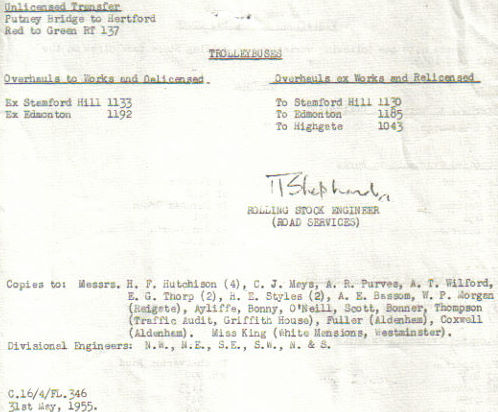 Unlicensed Transfer
Putney Bridge to Hertford
Red to Green Rf 137
TROLLEYBUSES
Overhauls to Works and Delicensed
Overhauls ex Works and Relicensed
Ex Stamford Hill 1133
To Stamford Hill 1130
Ex Edmonton 1192
To Edmonton 1185
To Highgate 1043
TShephard
ROLLING STOCK ENGINEER
(ROAD SERVICES)
Copies to: Messrs. H. F. Hutchison (4), C. J. Mays, A. R. Purves, A. T. Wilford,
E. G. Thorp (2), H. E. Styles (2), A. E. Bassom, W. P. Morgan
(Reigate), Ayliffe, Bonny, O'Neill, Scott, Bonner, Thompson
(Traffic Audit, Griffith House), Fuller (Aldenham), Coxwell
(Aldenham). Miss King (White Mansions, Westminster).
Divisional Engineers: N.W., N.E., S.E., S.W., N. & S.
C.16/4/FL.346
31st May, 1955.